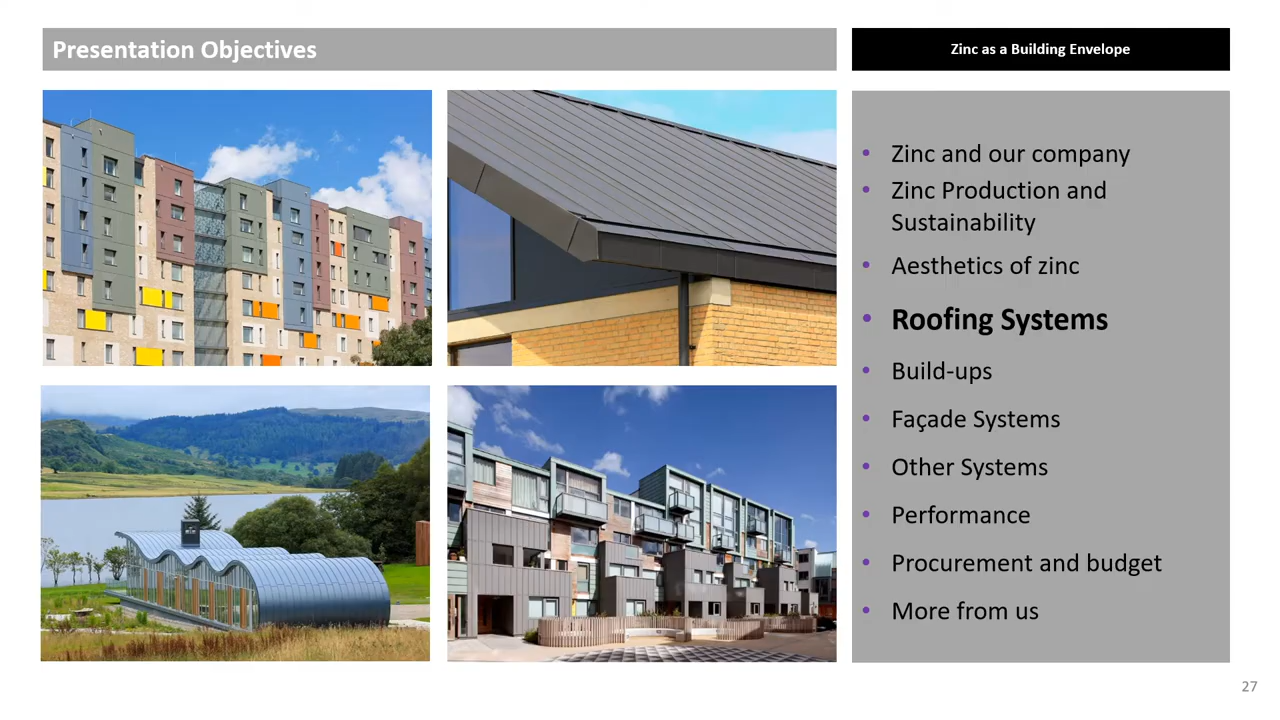 Presentation Objectives
Zinc as a Building Envelope
• Zinc and our company
• Zinc Production and
Sustainability
• Aesthetics of zinc
• Roofing Systems
• Build-ups
• Façade Systems
• Other Systems
• Performance
• Procurement and budget
• More from us
27